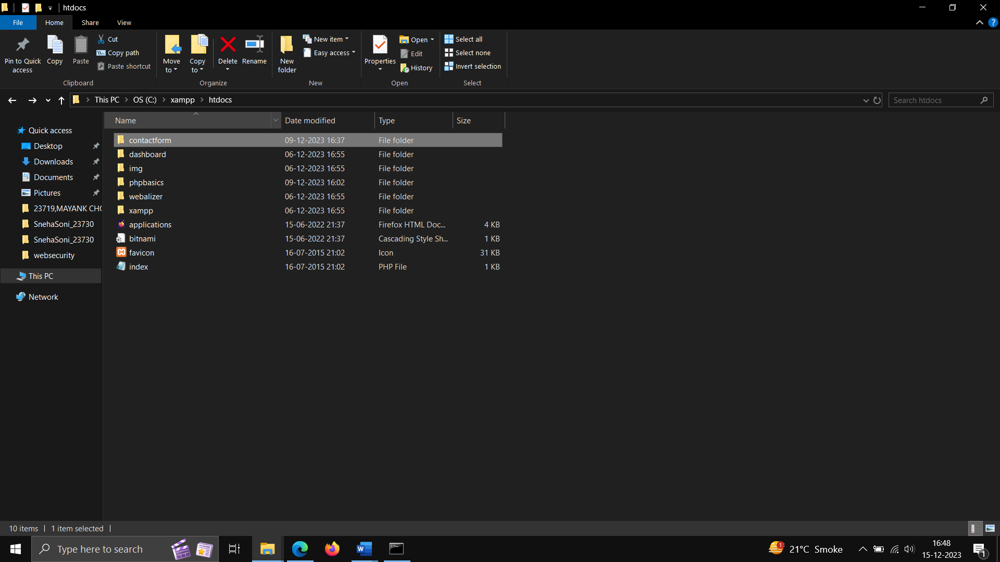 htdocs
File Home Share View
Pin to Quick access
Copy
Paste
Cut
Copy path
Paste shortcut
Clipboard
Move to
Copy to
Delete
Rename
Organize
New folder
New item
Easy access
New
Properties
Open
Edit
History
Open
Select all
Select none
Invert selection
Select
This PC > OS (C:) > xampp > htdocs
Search htdocs
Quick access
Desktop
Downloads
Documents
Pictures
23719,MAYANK CHO
SnehaSoni_23730
SnehaSoni_23730
websecurity
This PC
Network
Name Date modified Type Size
contactform 09-12-2023 16:37 File folder
dashboard 06-12-2023 16:55 File folder
img 06-12-2023 16:55 File folder
phpbasics 09-12-2023 16:02 File folder
webalizer 06-12-2023 16:55 File folder
xampp 06-12-2023 16:55 File folder
applications 15-06-2022 21:37 Firefox HTML Doc... 4 KB
bitnami 15-06-2022 21:37 Cascading Style Sh... 1 KB
favicon 16-07-2015 21:02 Icon 31 KB
index 16-07-2015 21:02 PHP File 1 KB
10 items 1 item selected
Type here to search
1
21°C Smoke
16:48
15-12-2023
1